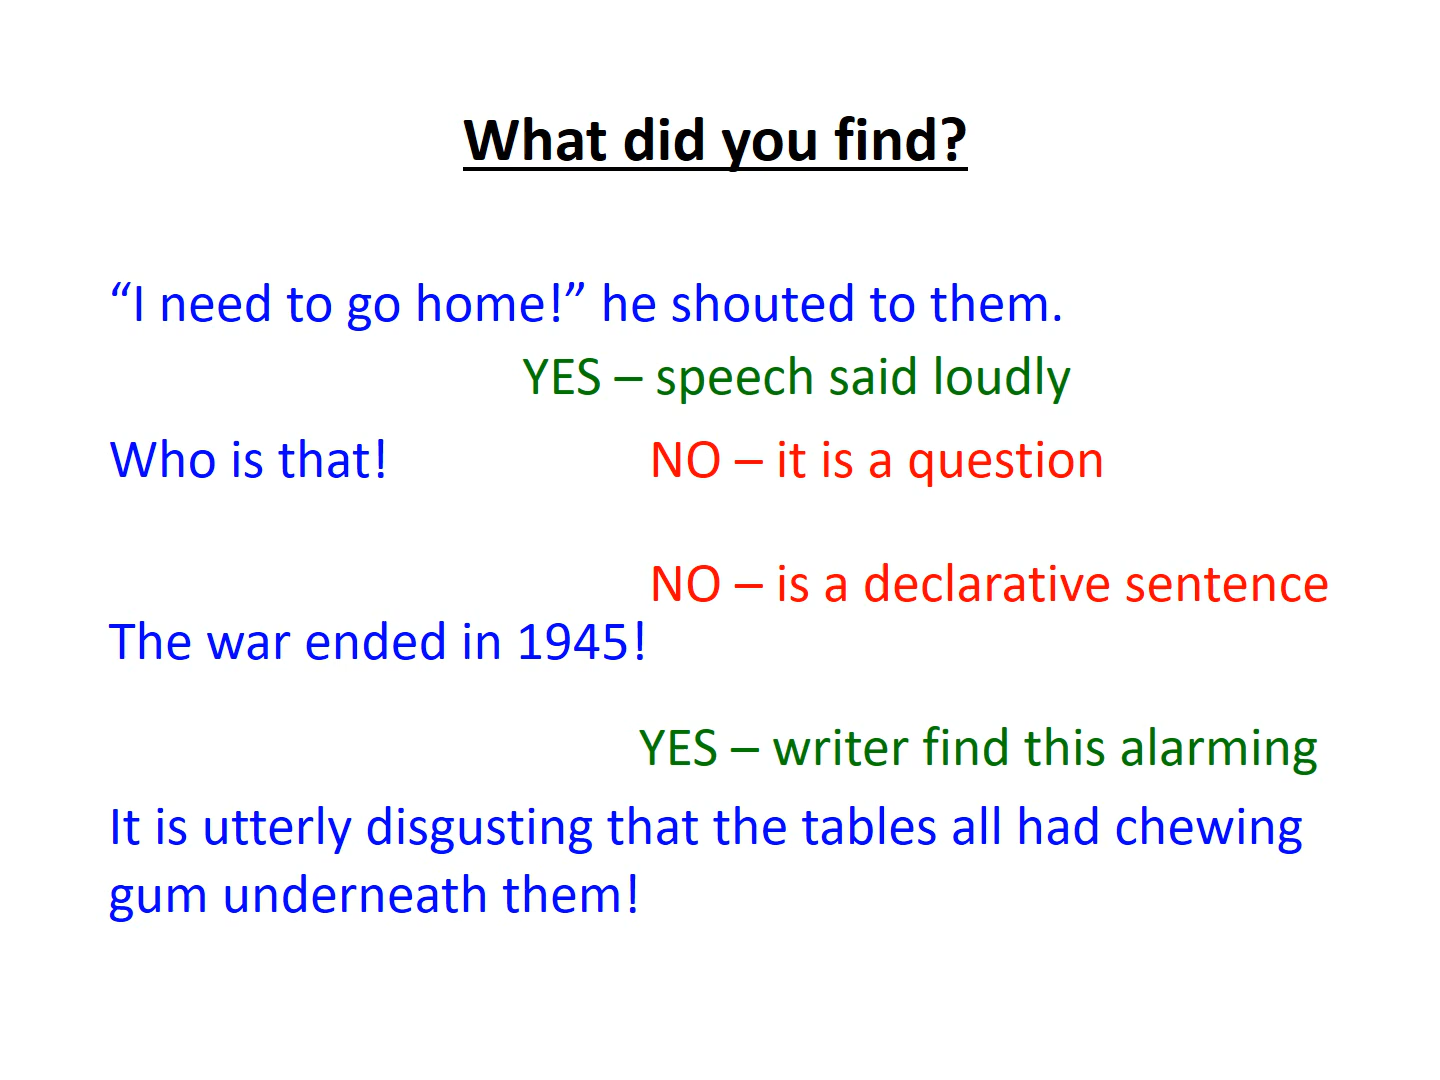 What did you find?
“I need to go home!” he shouted to them.
YES – speech said loudly
Who is that! NO – it is a question
NO – is a declarative sentence
The war ended in 1945!
YES – writer find this alarming
It is utterly disgusting that the tables all had chewing
gum underneath them!